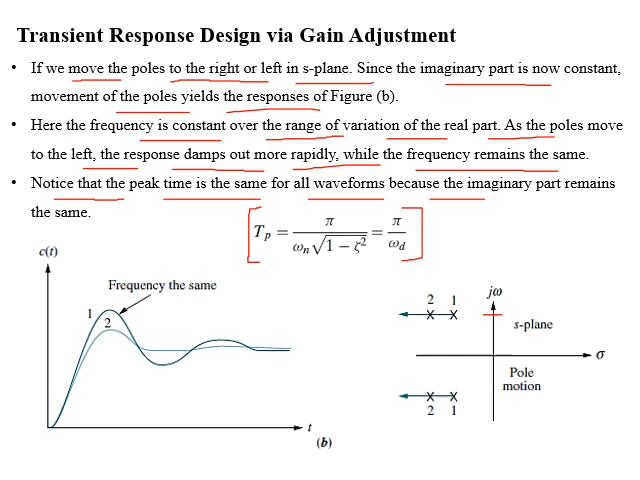 Transient Response Design via Gain Adjustment
• If we move the poles to the right or left in s-plane. Since the imaginary part is now constant,
movement of the poles yields the responses of Figure (b).
• Here the frequency is constant over the range of variation of the real part. As the poles move
to the left, the response damps out more rapidly, while the frequency remains the same.
• Notice that the peak time is the same for all waveforms because the imaginary part remains
the same.
T_p = π / (ω_n √(1 − ζ²)) = π / ω_d
c(t)
Frequency the same
1
2
t
(b)
jω
2 1
s-plane
σ
Pole
motion
2 1